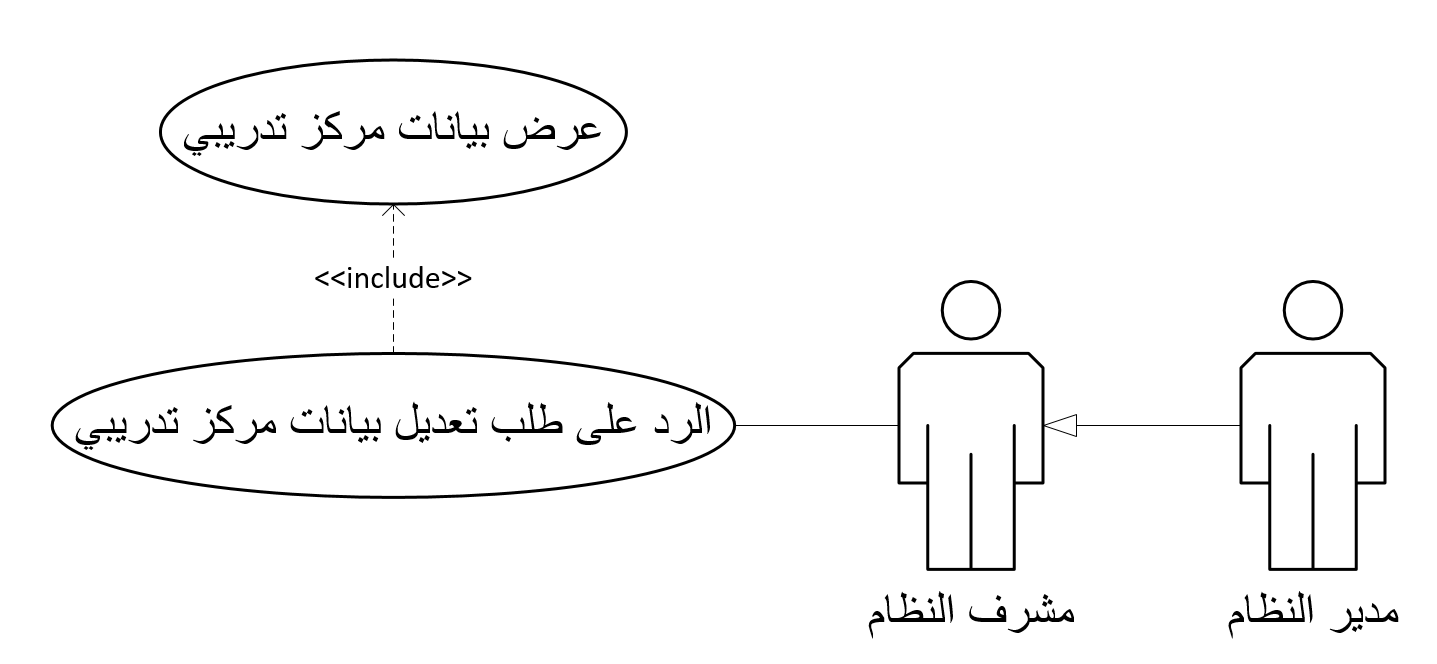 عرض بيانات مركز تدريبي
<<include>>
الرد على طلب تعديل بيانات مركز تدريبي
مدير النظام
مشرف النظام